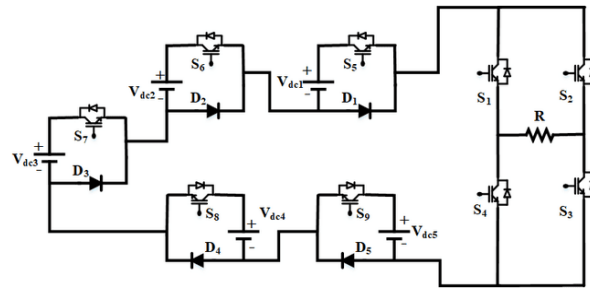 S6
S5
+
Vdc2
-
D2
+
Vdc1
-
D1
S1
S2
R
S7
+
Vdc3
-
D3
S8
+
Vdc4
-
D4
S9
+
Vdc5
-
D5
S4
S3